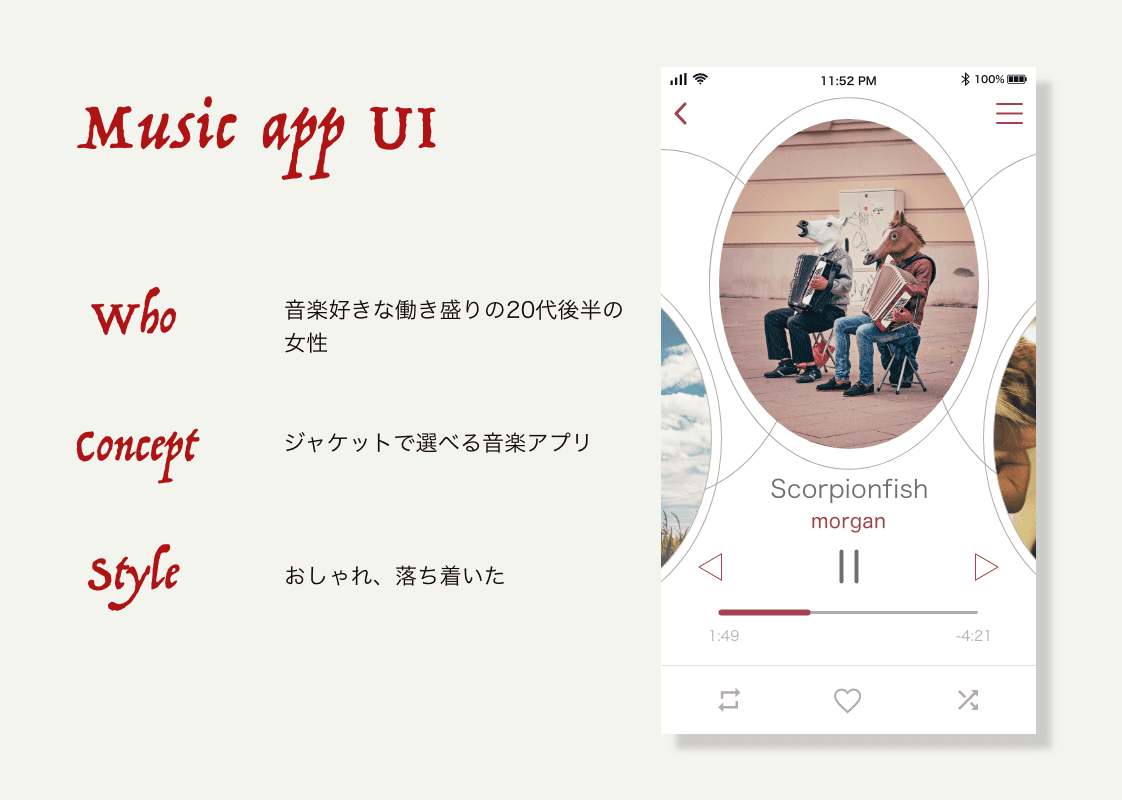 Music app UI
Who
音楽好きな働き盛りの20代後半の
女性
Concept
ジャケットで選べる音楽アプリ
Style
おしゃれ、落ち着いた
11:52 PM
100%
Scorpionfish
morgan
1:49
-4:21